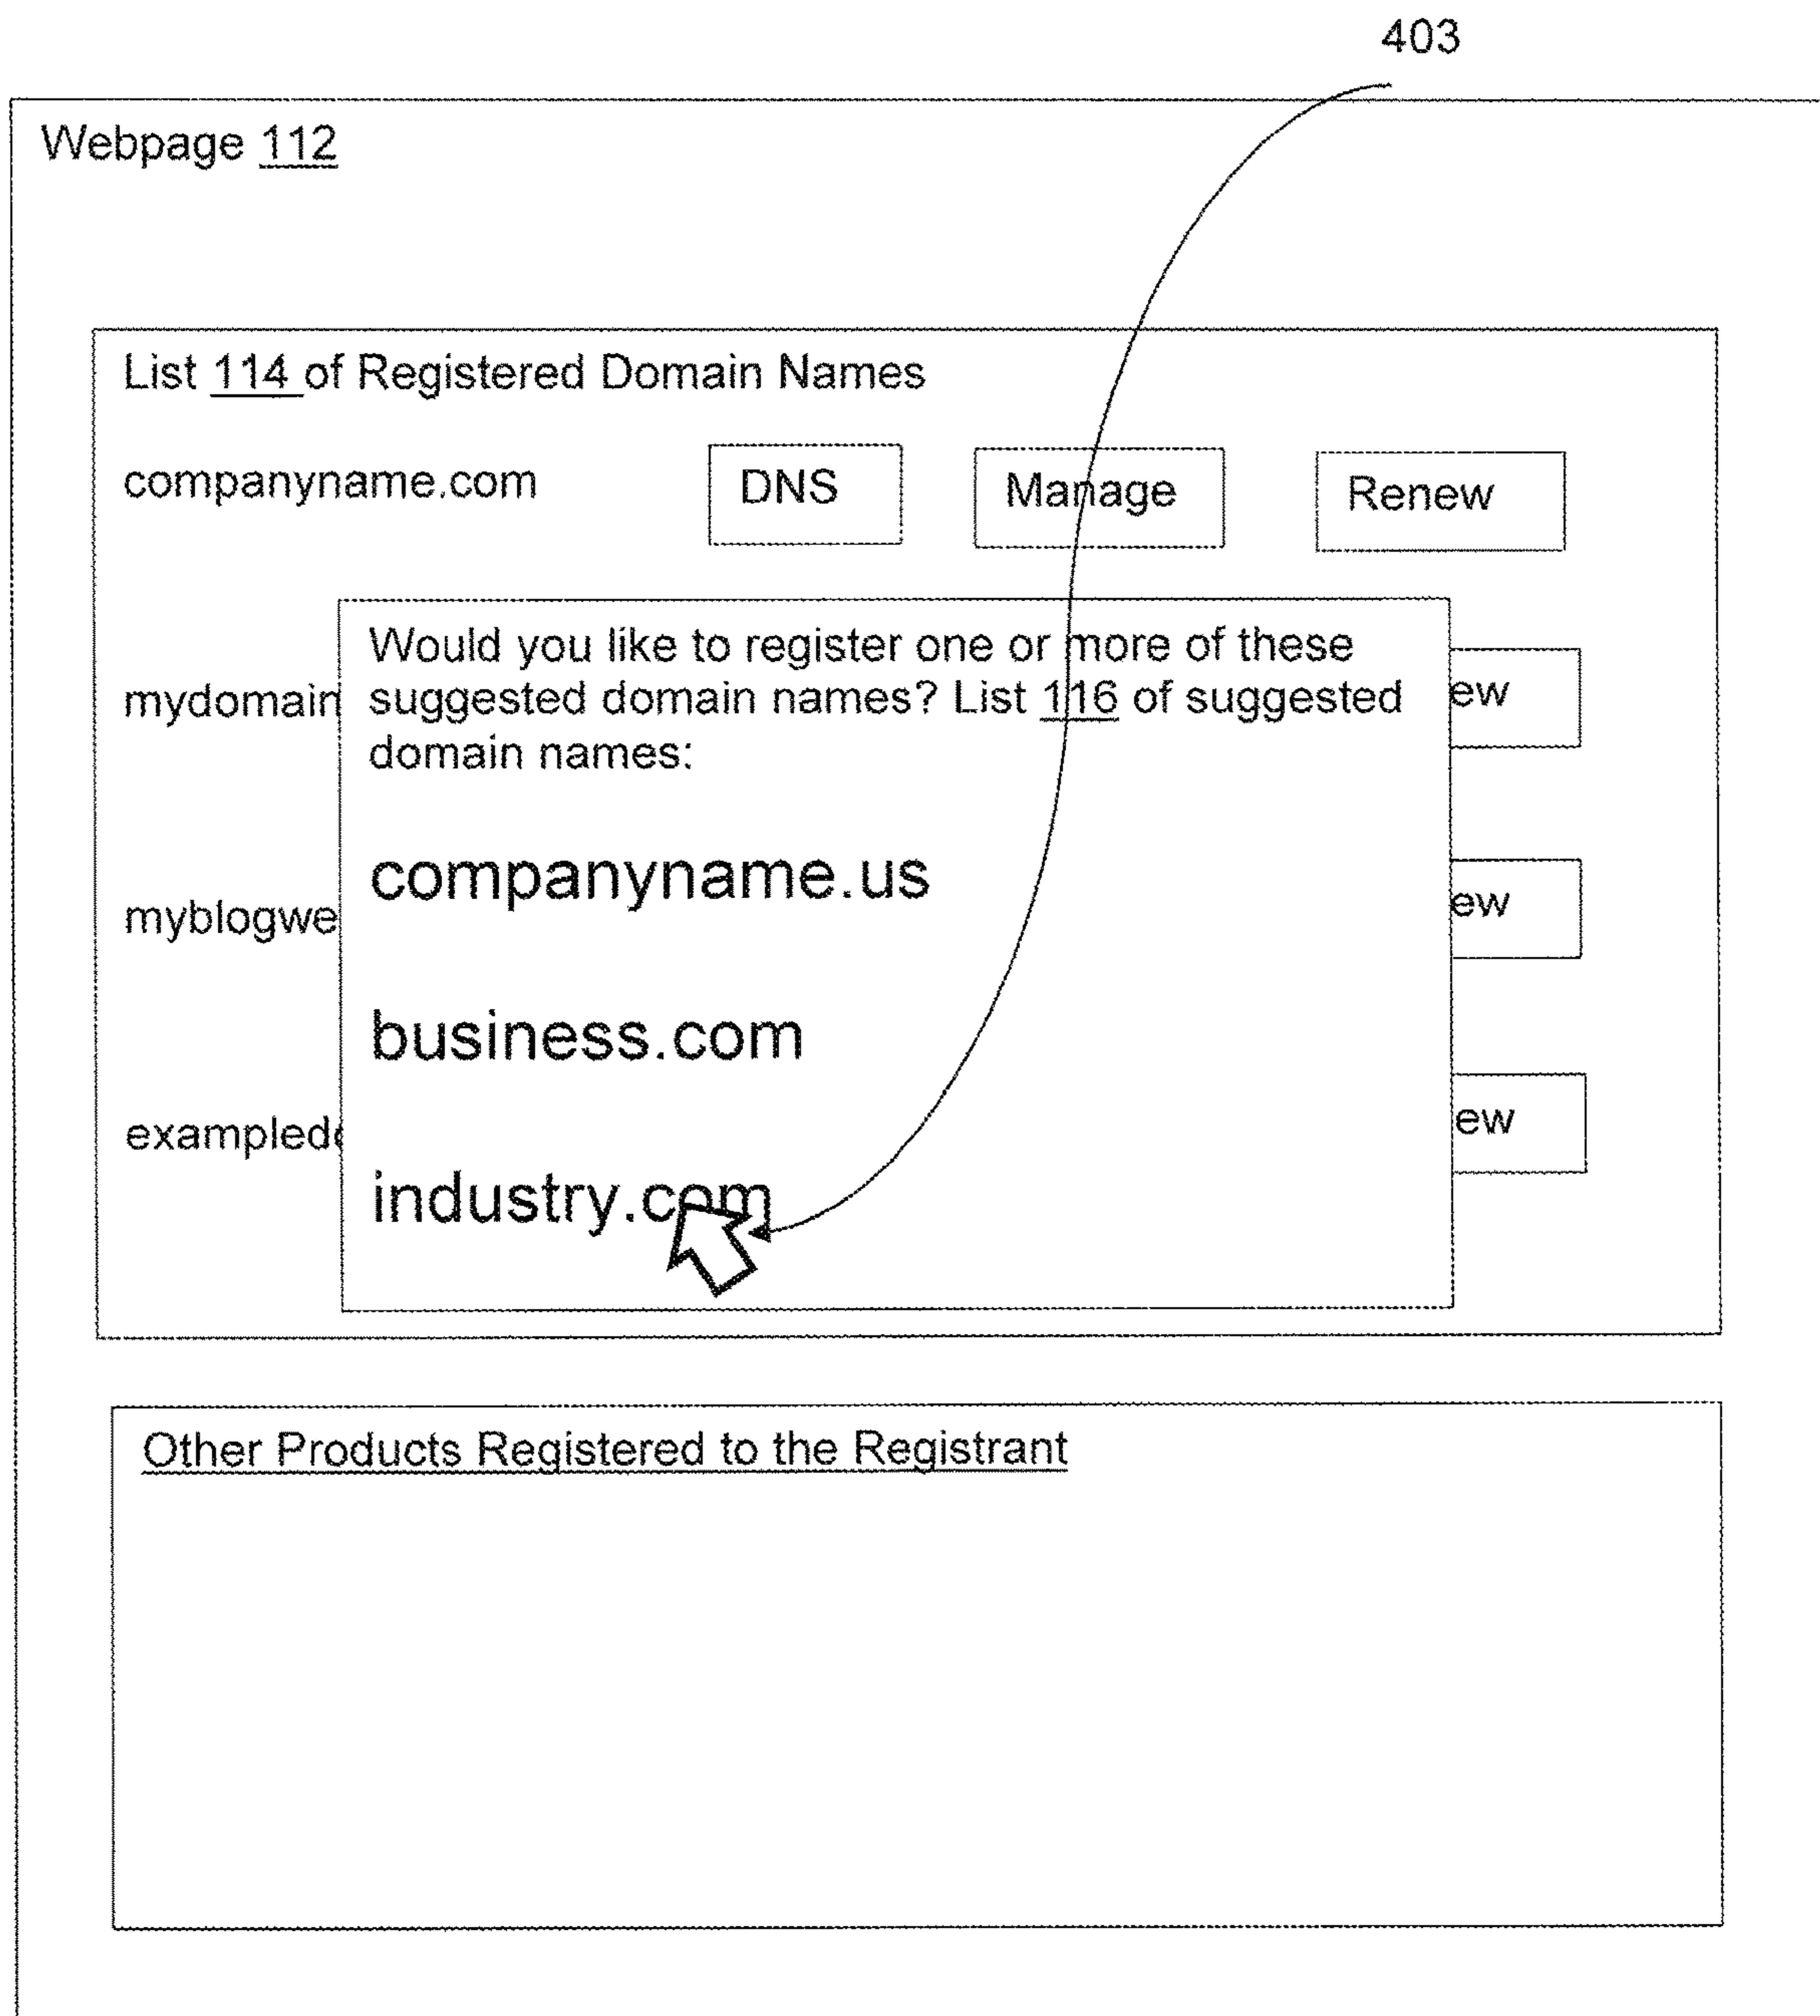 403
Webpage 112
List 114 of Registered Domain Names
companyname.com DNS Manage Renew
Would you like to register one or more of these
suggested domain names? List 116 of suggested
domain names:
mydomain ew
companyname.us
myblogwe ew
business.com
exampled ew
industry.com
Other Products Registered to the Registrant